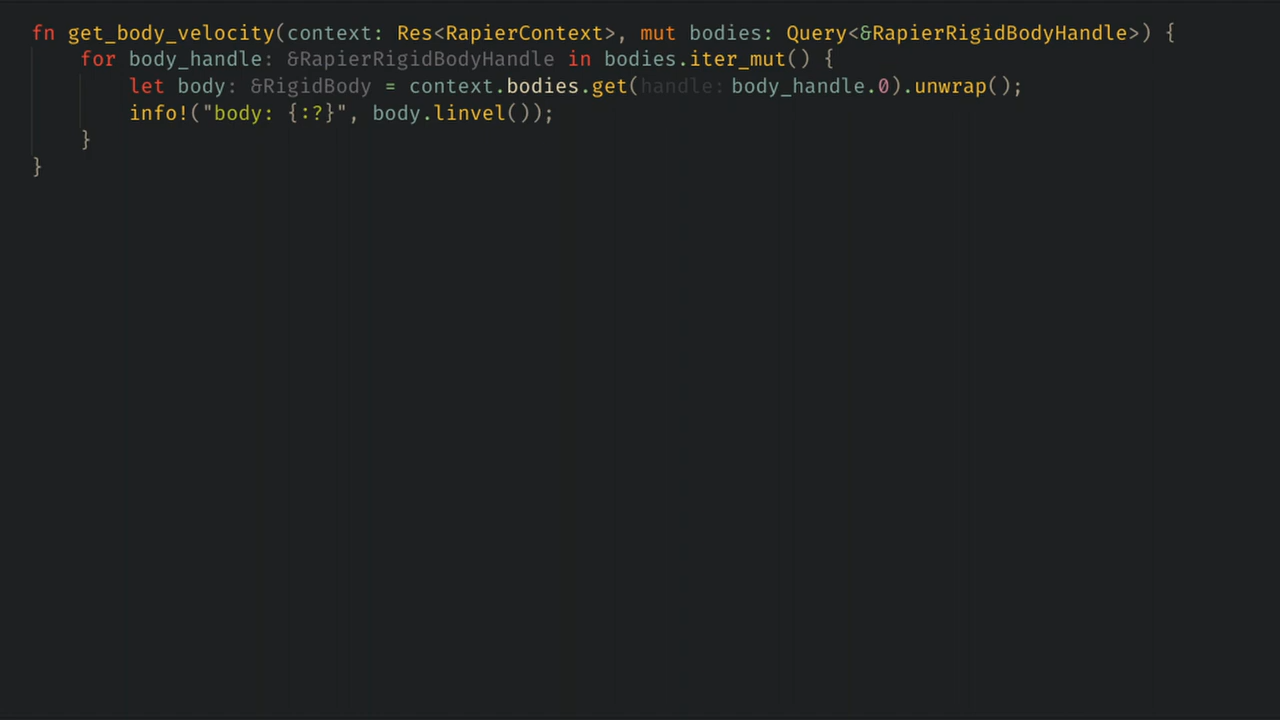 fn get_body_velocity(context: Res<RapierContext>, mut bodies: Query<&RapierRigidBodyHandle>) {
    for body_handle: &RapierRigidBodyHandle in bodies.iter_mut() {
        let body: &RigidBody = context.bodies.get(handle: body_handle.0).unwrap();
        info!("body: {:?}", body.linvel());
    }
}